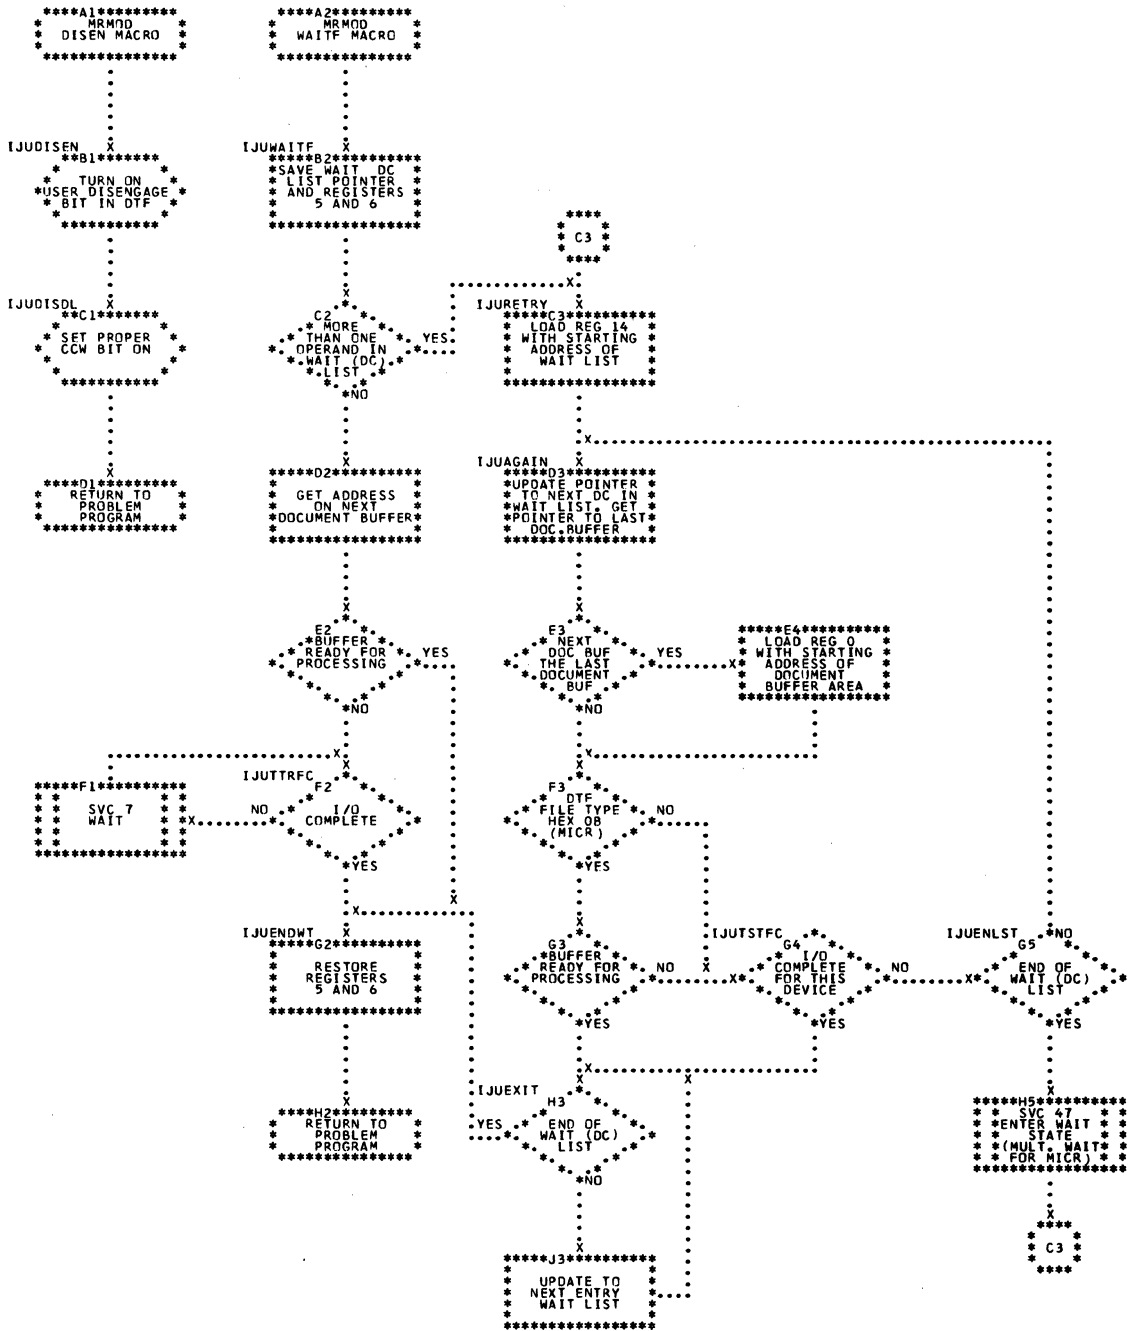 A1
MRMOD
DISEN MACRO
A2
MRMOD
WAITF MACRO
IJUDISEN
B1
TURN ON
USER DISENGAGE
BIT IN DTF
IJUWAITF
B2
SAVE WAIT DC
LIST POINTER
AND REGISTERS
5 AND 6
C3
IJUDISDL
C1
SET PROPER
CCW BIT ON
C2
MORE
THAN ONE
OPERAND IN
WAIT (DC)
LIST
YES
NO
IJURETRY
C3
LOAD REG 14
WITH STARTING
ADDRESS OF
WAIT LIST
D1
RETURN TO
PROBLEM
PROGRAM
D2
GET ADDRESS
ON NEXT
DOCUMENT BUFFER
IJUAGAIN
D3
UPDATE POINTER
TO NEXT DC IN
WAIT LIST. GET
POINTER TO LAST
DOC.BUFFER
E2
BUFFER
READY FOR
PROCESSING
YES
NO
E3
NEXT
DOC BUF
THE LAST
DOCUMENT
BUF
YES
NO
E4
LOAD REG 0
WITH STARTING
ADDRESS OF
DOCUMENT
BUFFER AREA
F1
SVC 7
WAIT
IJUTTRFC
F2
I/O
COMPLETE
NO
YES
F3
DTF
FILE TYPE
HEX 0B
(MICR)
NO
YES
IJUENDWT
G2
RESTORE
REGISTERS
5 AND 6
G3
BUFFER
READY FOR
PROCESSING
NO
YES
IJUTSTFC
G4
I/O
COMPLETE
FOR THIS
DEVICE
NO
YES
IJUENLST
G5
END OF
WAIT (DC)
LIST
NO
YES
H2
RETURN TO
PROBLEM
PROGRAM
IJUEXIT
H3
END OF
WAIT (DC)
LIST
YES
NO
H5
SVC 47
ENTER WAIT
STATE
(MULT. WAIT
FOR MICR)
C3
J3
UPDATE TO
NEXT ENTRY
WAIT LIST